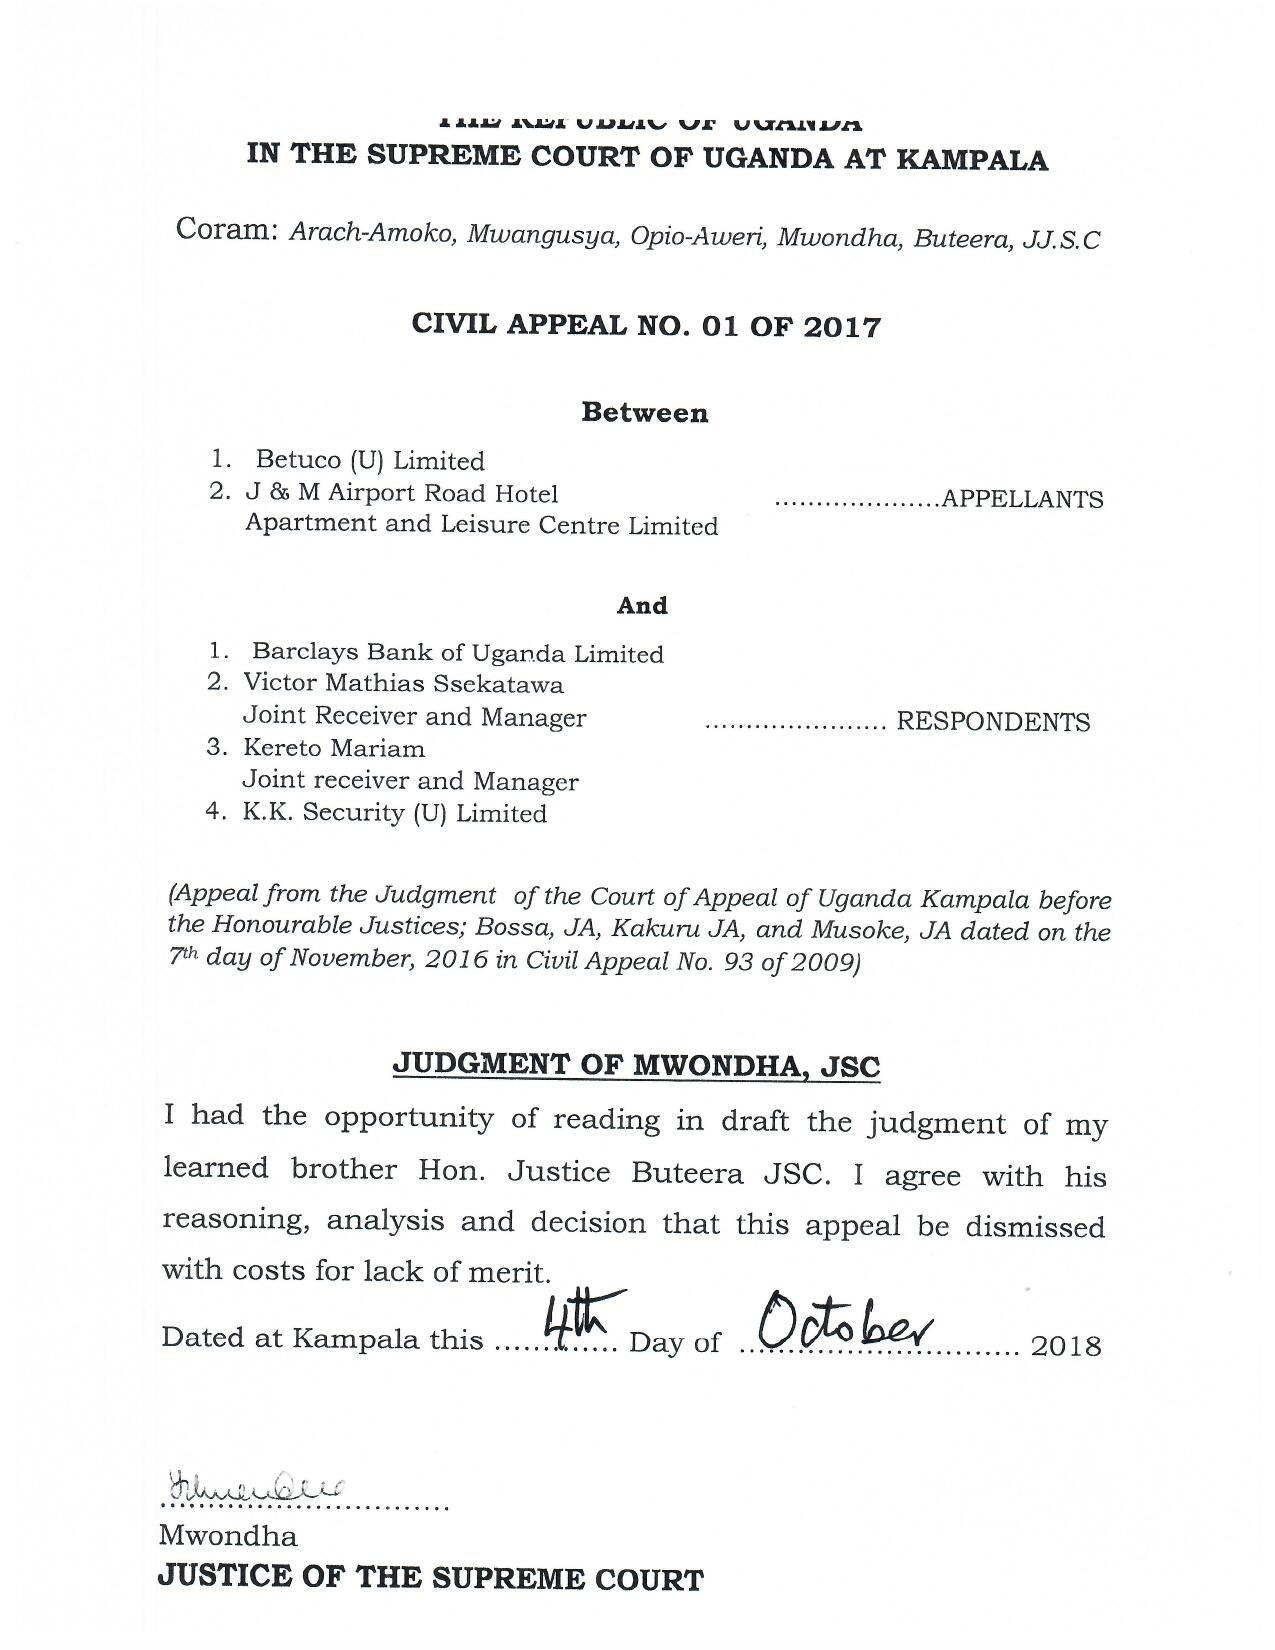 THE REPUBLIC OF UGANDA
IN THE SUPREME COURT OF UGANDA AT KAMPALA
Coram: Arach-Amoko, Mwangusya, Opio-Aweri, Mwondha, Buteera, JJ.S.C
CIVIL APPEAL NO. 01 OF 2017
Between
1. Betuco (U) Limited
2. J & M Airport Road Hotel ....................APPELLANTS
Apartment and Leisure Centre Limited
And
1. Barclays Bank of Uganda Limited
2. Victor Mathias Ssekatawa
Joint Receiver and Manager ...................... RESPONDENTS
3. Kereto Mariam
Joint receiver and Manager
4. K.K. Security (U) Limited
(Appeal from the Judgment of the Court of Appeal of Uganda Kampala before
the Honourable Justices; Bossa, JA, Kakuru JA, and Musoke, JA dated on the
7th day of November, 2016 in Civil Appeal No. 93 of 2009)
JUDGMENT OF MWONDHA, JSC
I had the opportunity of reading in draft the judgment of my
learned brother Hon. Justice Buteera JSC. I agree with his
reasoning, analysis and decision that this appeal be dismissed
with costs for lack of merit.
Dated at Kampala this ......4th...... Day of ...October............ 2018
Mwondha
JUSTICE OF THE SUPREME COURT